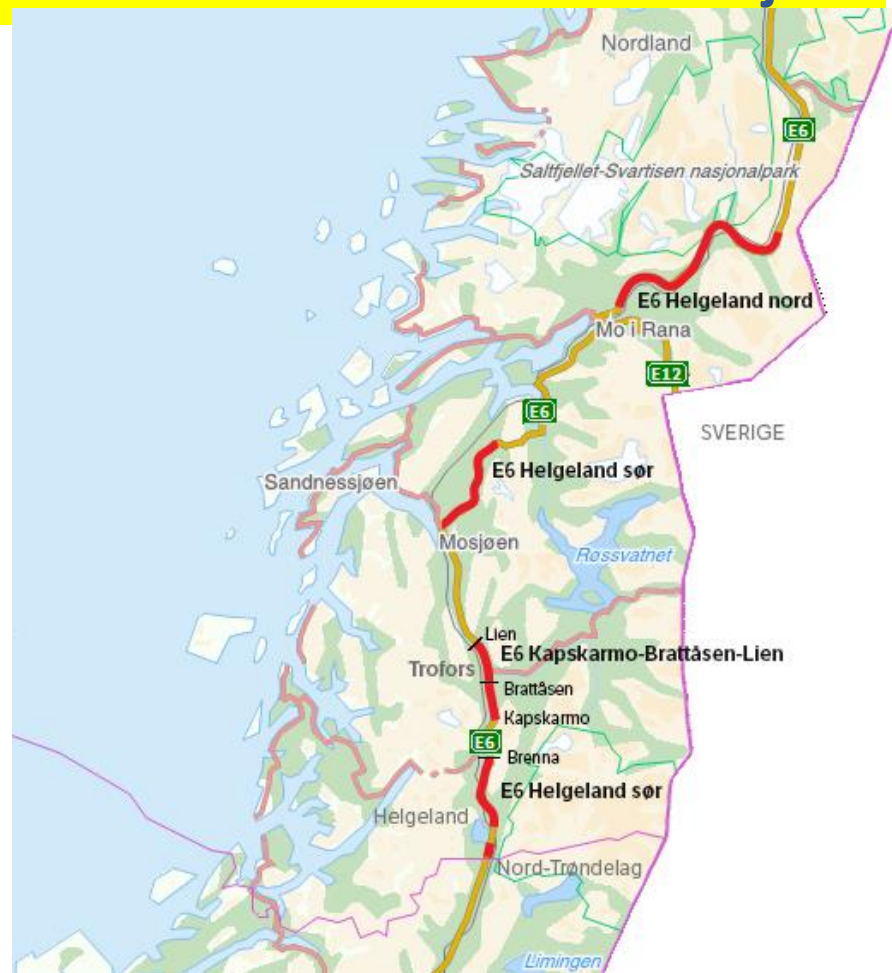 Nordland
E6
Saltfjellet-Svartisen nasjonalpark
E6 Helgeland nord
Mo i Rana
E12
E6
SVERIGE
E6 Helgeland sør
Sandnessjøen
Mosjøen
Røssvatnet
Lien
E6 Kapskarmo-Brattåsen-Lien
Trofors
Brattåsen
Kapskarmo
E6
Brenna
E6 Helgeland sør
Helgeland
Nord-Trøndelag
Limingen